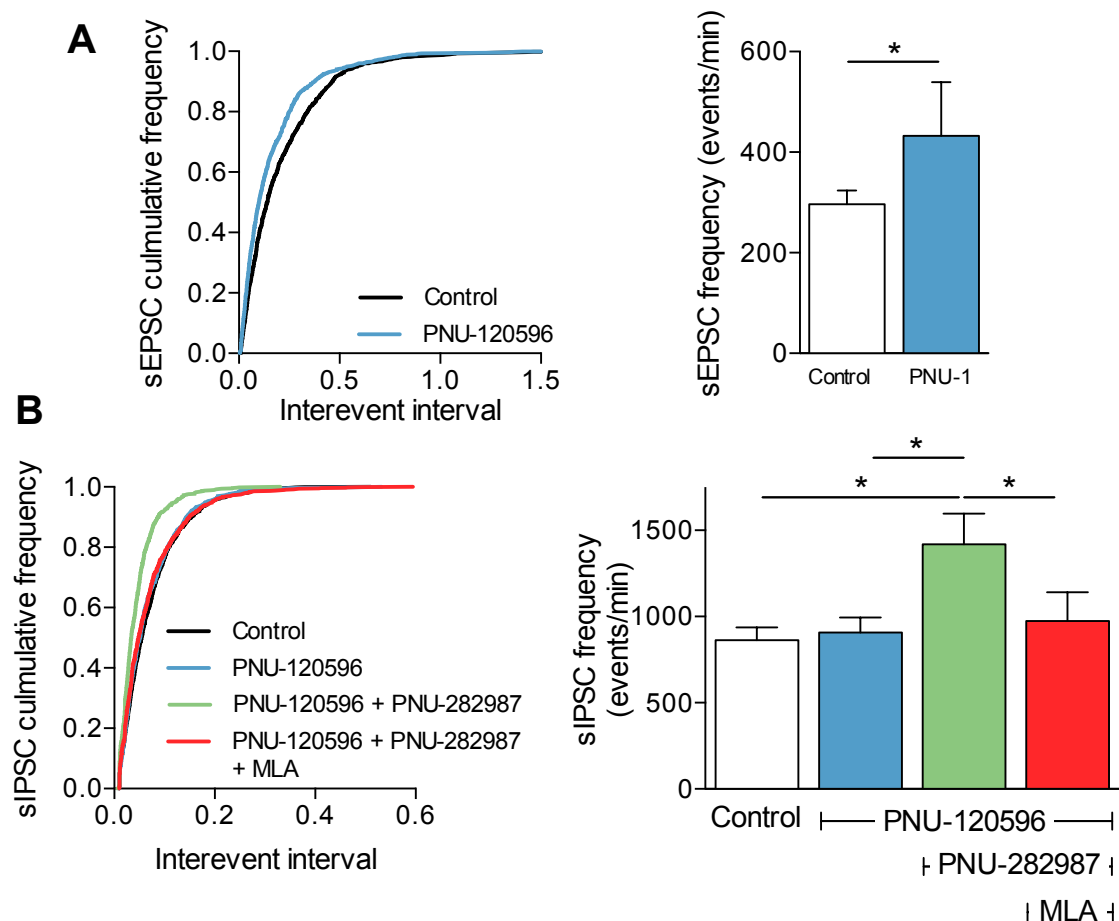 A
sEPSC culmulative frequency
1.0
0.8
0.6
0.4
0.2
0.0
Control
PNU-120596
0.0 0.5 1.0 1.5
Interevent interval
sEPSC frequency (events/min)
600
400
200
0
*
Control PNU-1
B
sIPSC culmulative frequency
1.0
0.8
0.6
0.4
0.2
0.0
Control
PNU-120596
PNU-120596 + PNU-282987
PNU-120596 + PNU-282987
+ MLA
0.0 0.2 0.4 0.6
Interevent interval
sIPSC frequency
(events/min)
1500
1000
500
0
*
* *
Control PNU-120596
PNU-282987
MLA